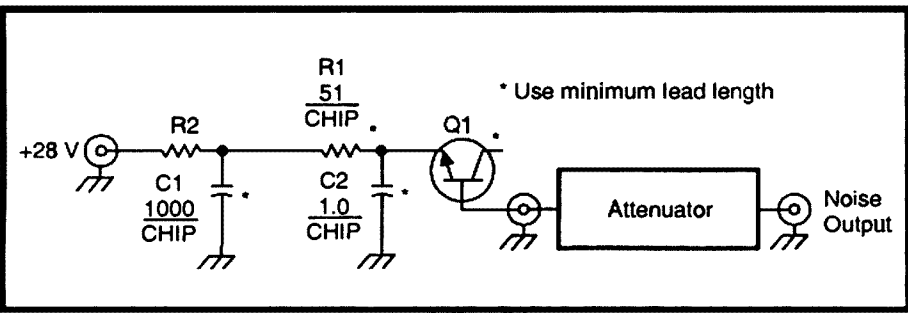 R1
51
CHIP *
* Use minimum lead length
R2
Q1
*
+28 V
C1
1000
CHIP
*
C2
1.0
CHIP
*
Attenuator
Noise
Output